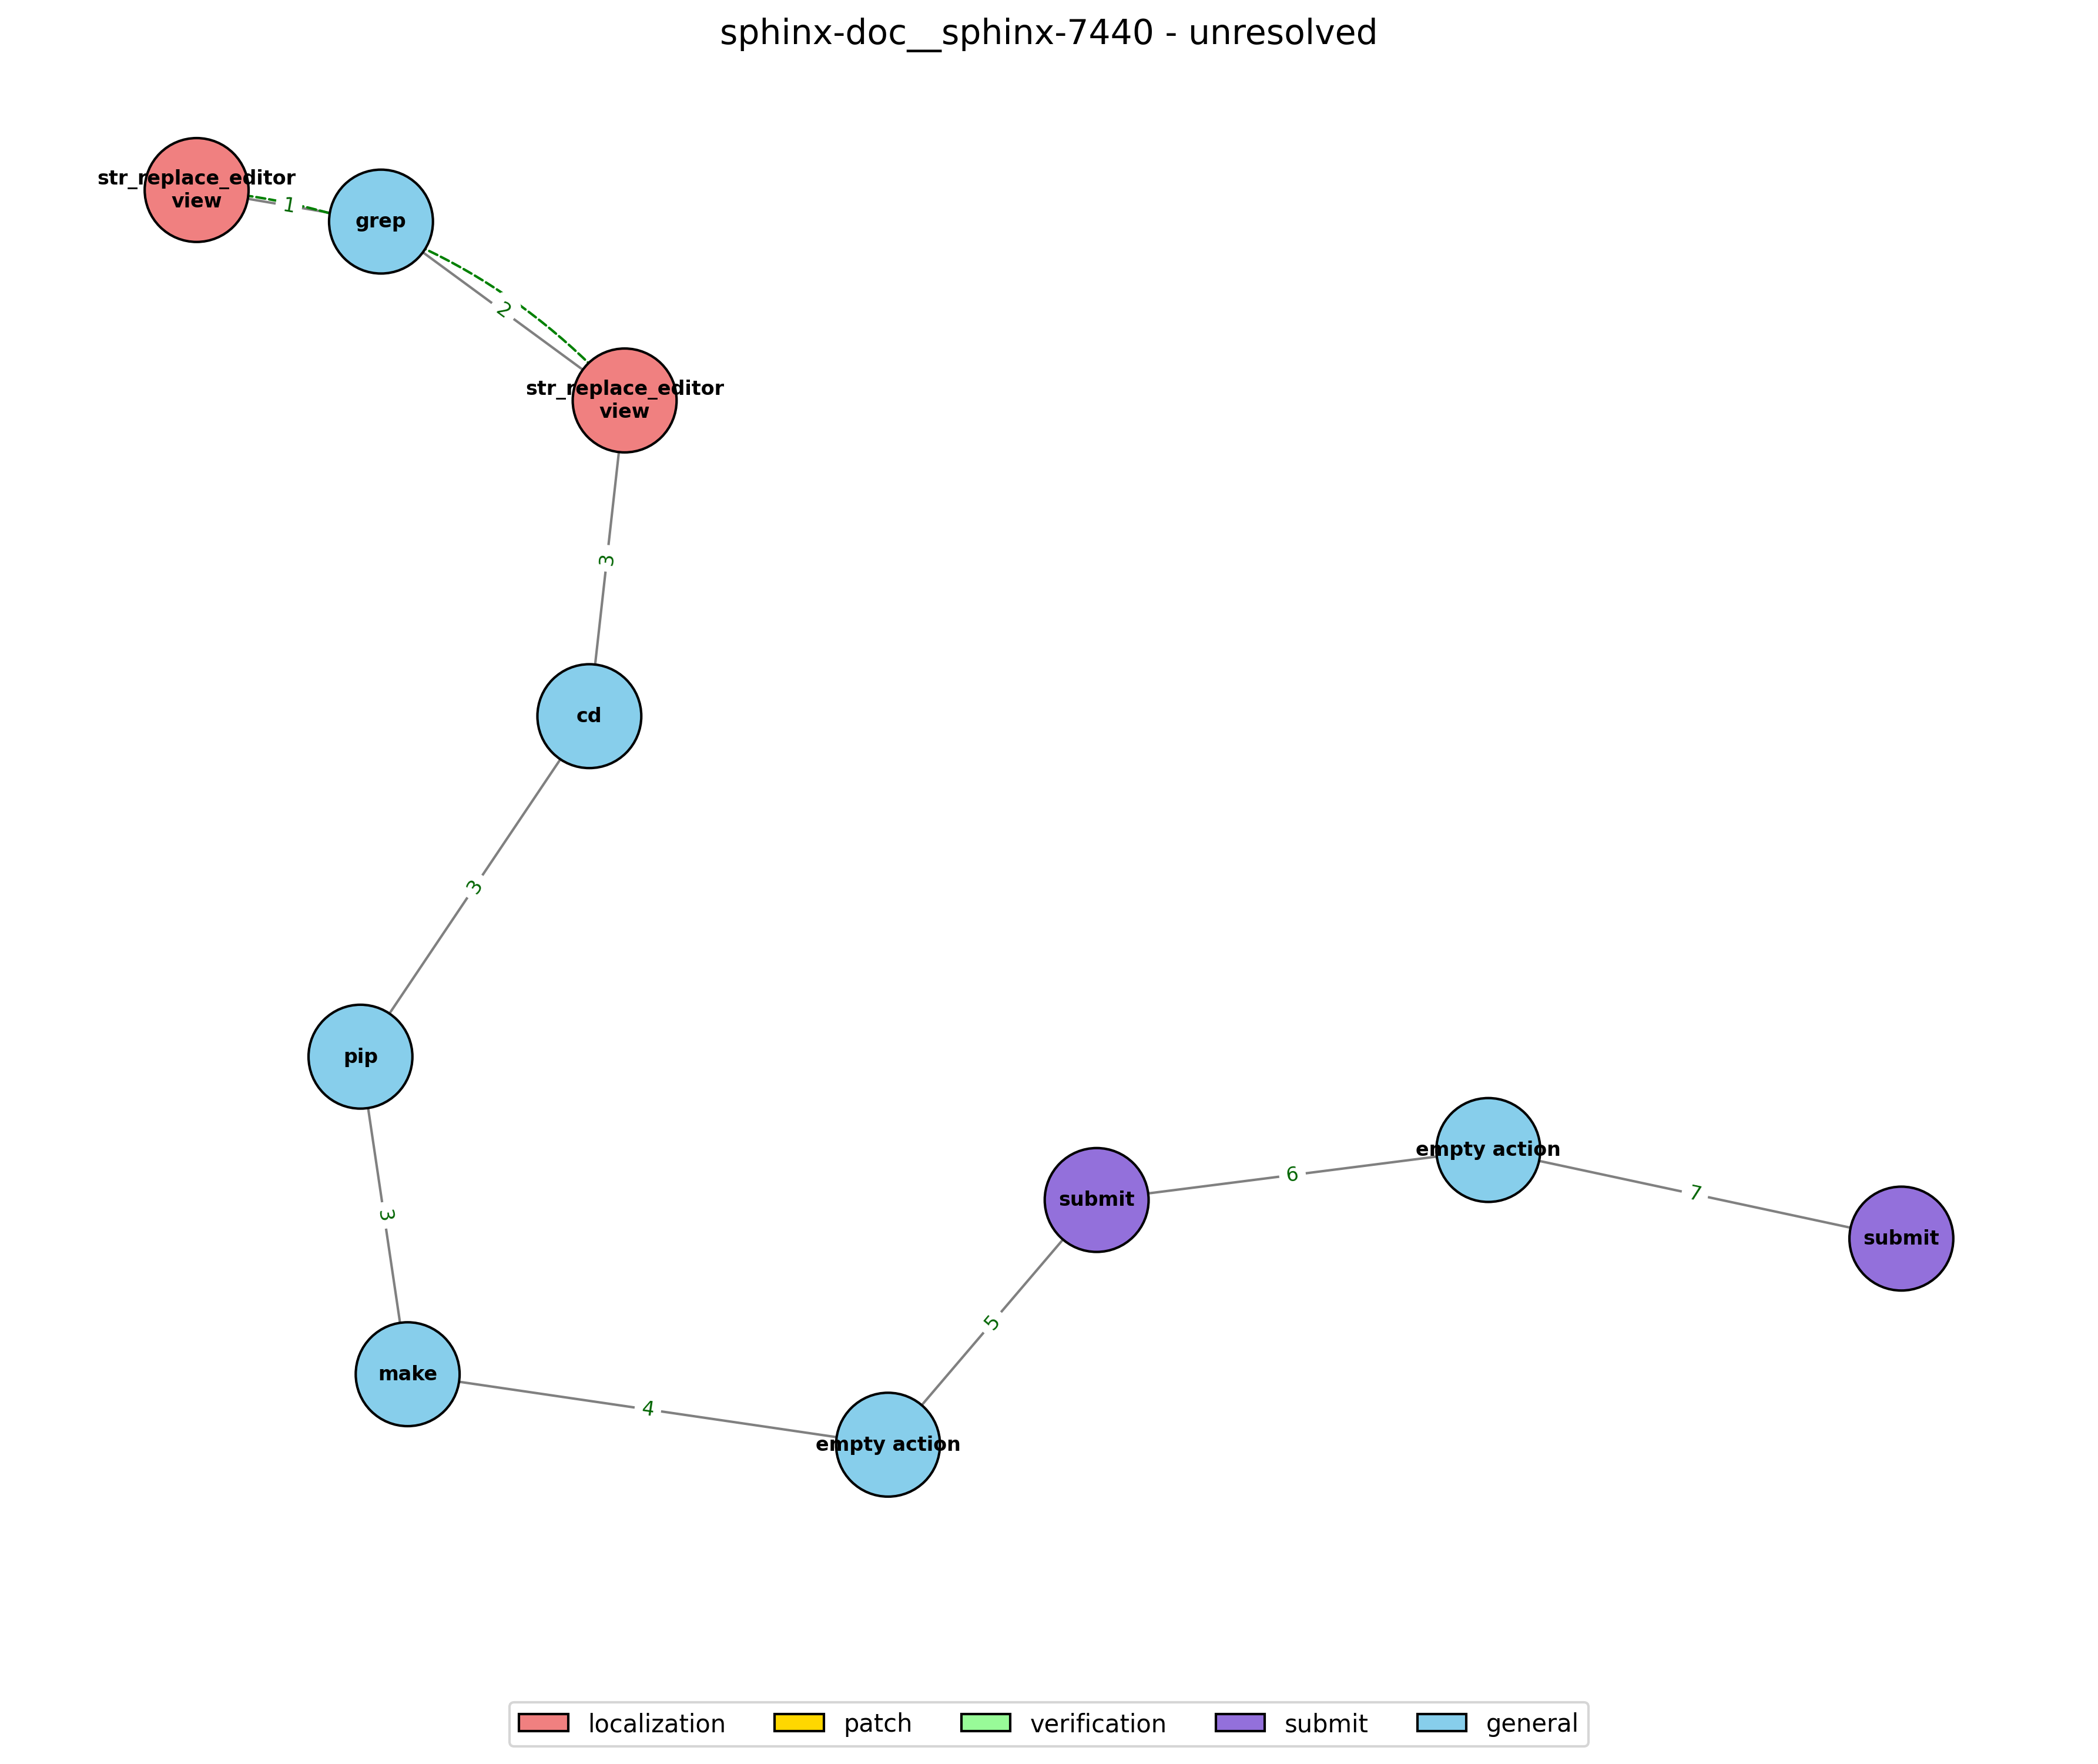 sphinx-doc__sphinx-7440 - unresolved
str_replace_editor
view
1
grep
2
str_replace_editor
view
3
cd
3
pip
3
make
4
empty action
5
submit
6
empty action
7
submit
localization
patch
verification
submit
general